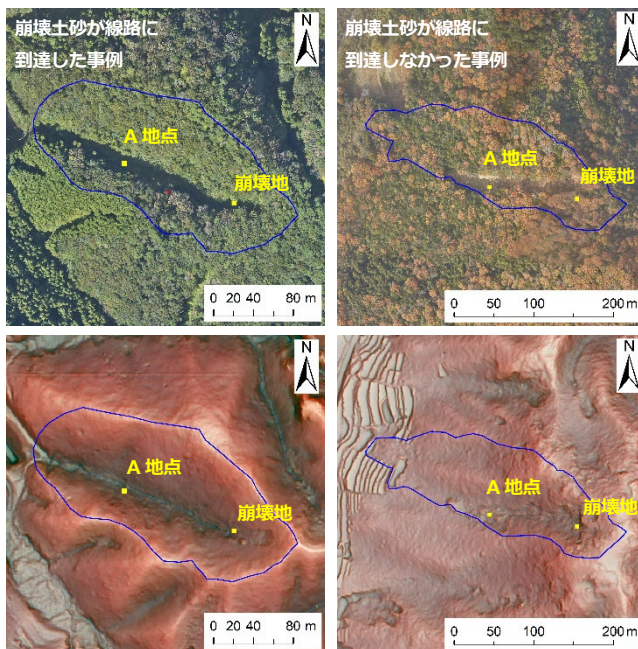 崩壊土砂が線路に
到達した事例
N
A 地点
崩壊地
0 20 40 80 m
崩壊土砂が線路に
到達しなかった事例
N
A 地点
崩壊地
0 50 100 200 m
N
A 地点
崩壊地
0 20 40 80 m
N
A 地点
崩壊地
0 50 100 200 m